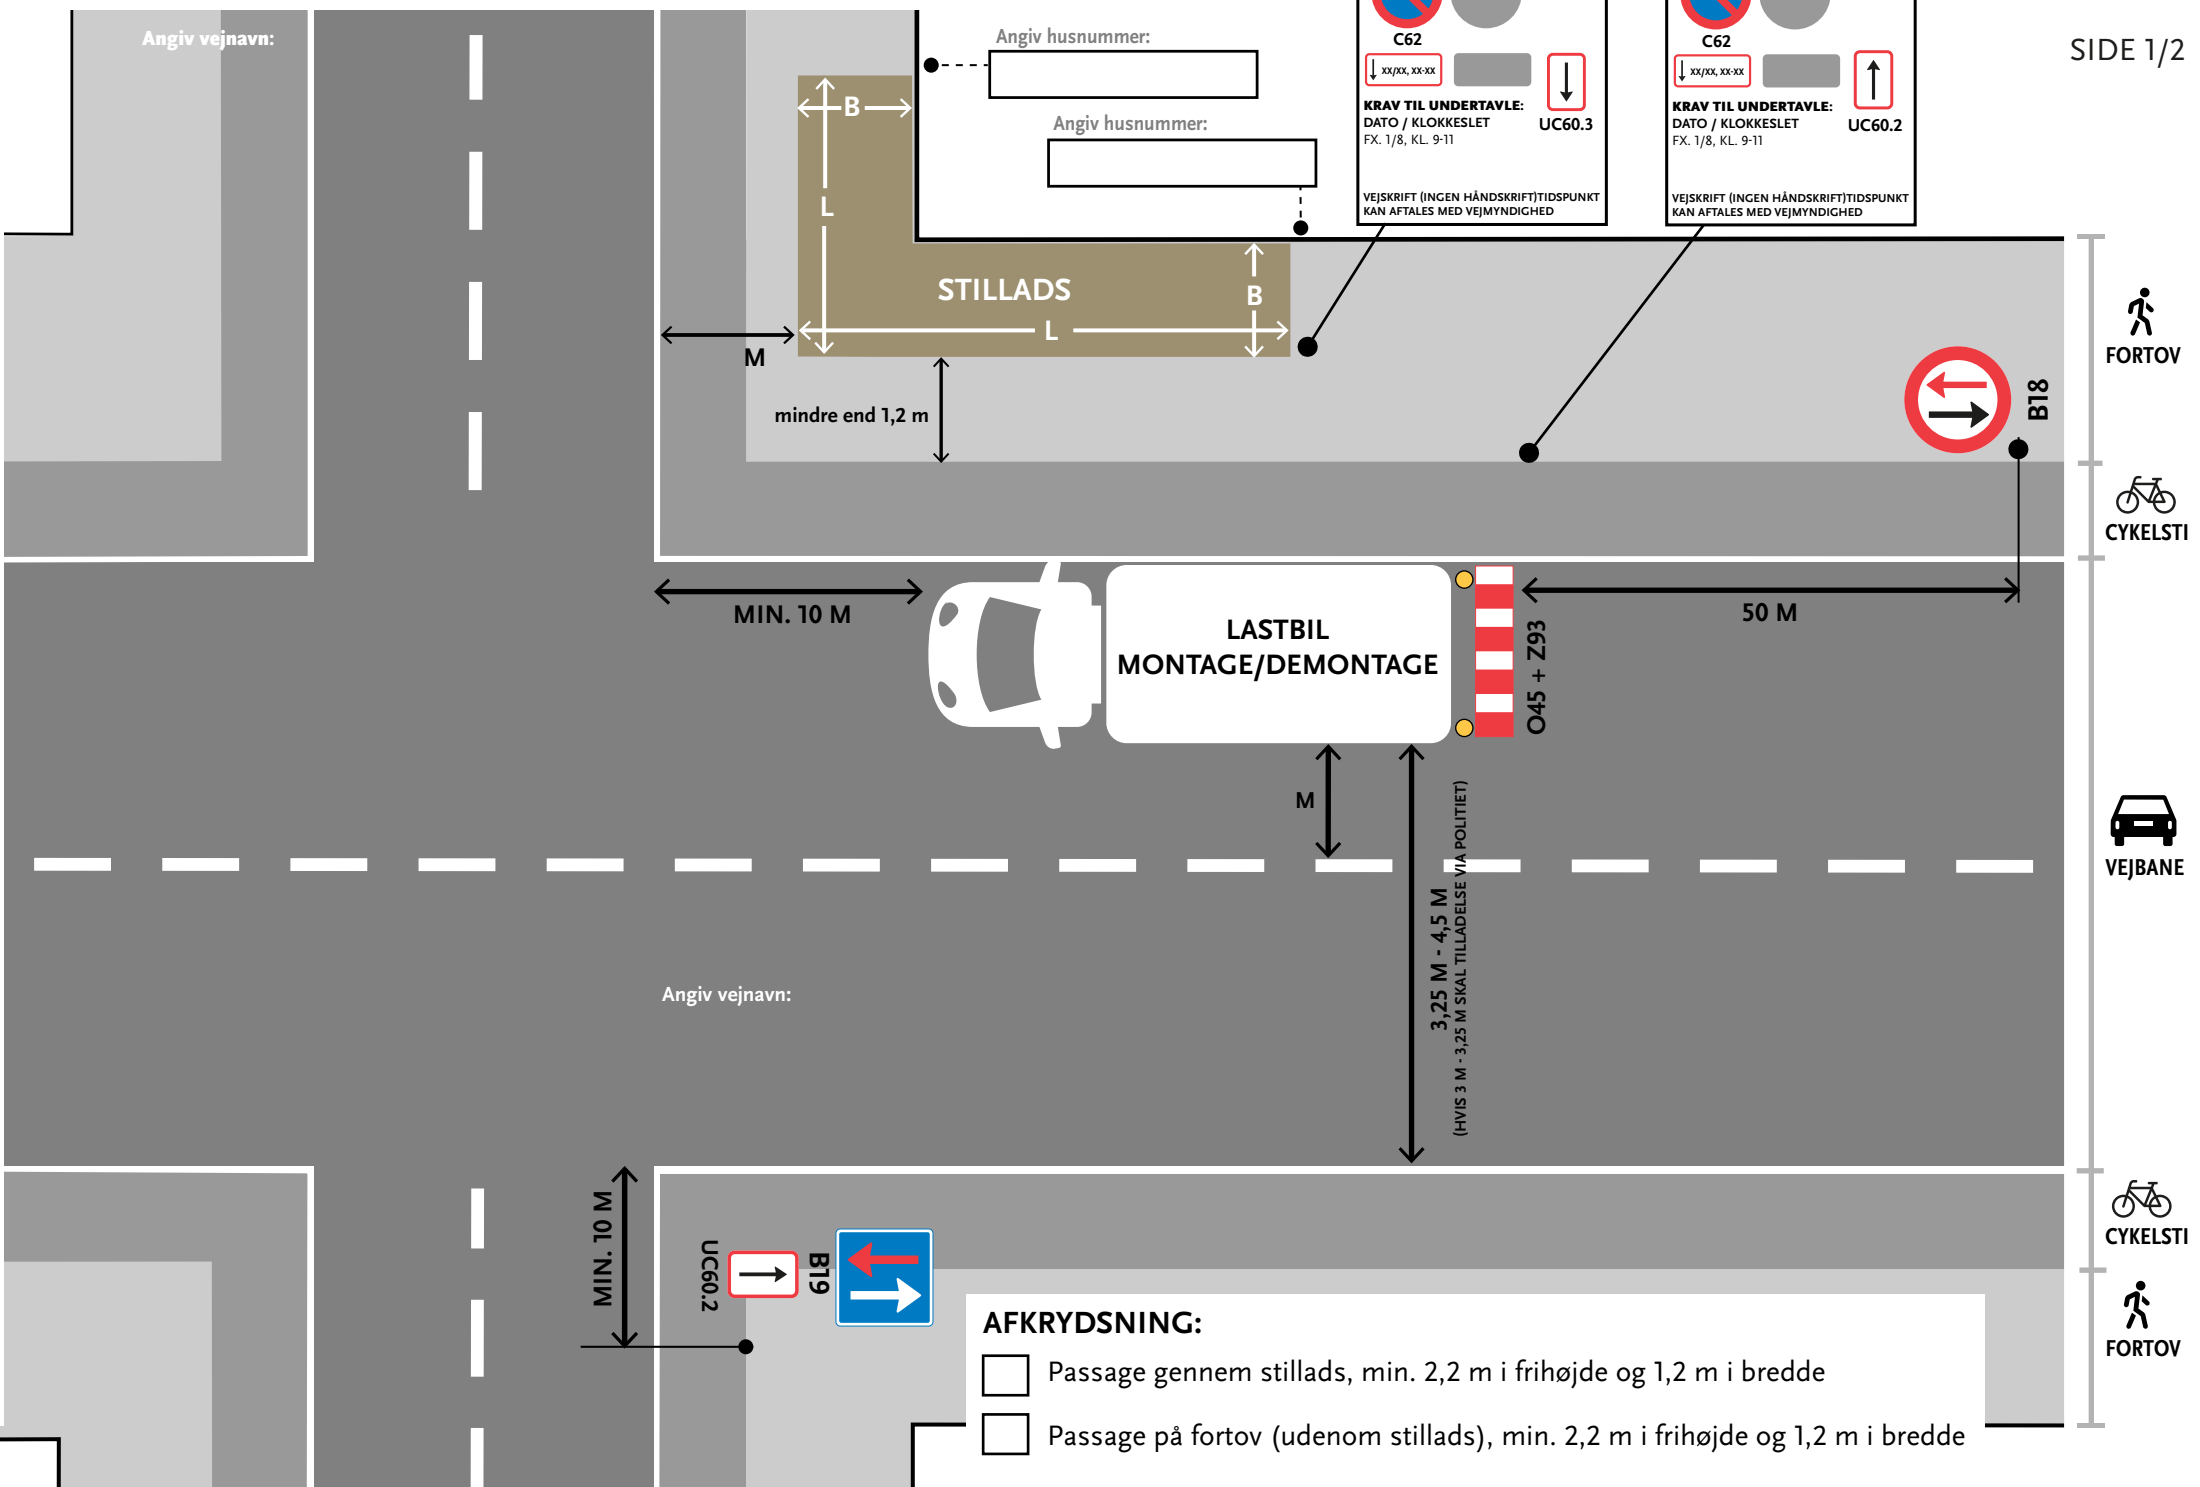 SIDE 1/2
Angiv vejnavn:
Angiv husnummer:
Angiv husnummer:
C62
xx/xx, xx-xx
KRAV TIL UNDERTAVLE:
DATO / KLOKKESLET
FX. 1/8, KL. 9-11
UC60.3
VEJSKRIFT (INGEN HÅNDSKRIFT)TIDSPUNKT
KAN AFTALES MED VEJMYNDIGHED
C62
xx/xx, xx-xx
KRAV TIL UNDERTAVLE:
DATO / KLOKKESLET
FX. 1/8, KL. 9-11
UC60.2
VEJSKRIFT (INGEN HÅNDSKRIFT)TIDSPUNKT
KAN AFTALES MED VEJMYNDIGHED
B
L
STILLADS
B
L
M
mindre end 1,2 m
B18
FORTOV
CYKELSTI
MIN. 10 M
LASTBIL
MONTAGE/DEMONTAGE
O45 + Z93
50 M
M
3,25 M - 4,5 M
(HVIS 3 M - 3,25 M SKAL TILLADELSE VIA POLITIET)
VEJBANE
Angiv vejnavn:
MIN. 10 M
UC60.2
B19
CYKELSTI
FORTOV
AFKRYDSNING:
Passage gennem stillads, min. 2,2 m i frihøjde og 1,2 m i bredde
Passage på fortov (udenom stillads), min. 2,2 m i frihøjde og 1,2 m i bredde